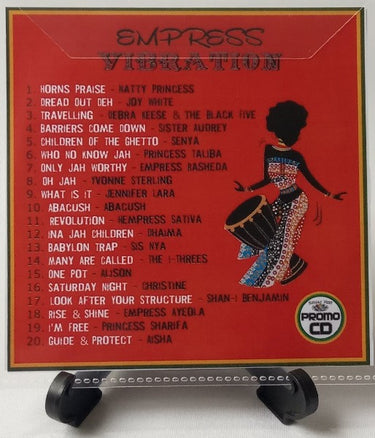 EMPRESS
VIBRATION
1. HORNS PRAISE - NATTY PRINCESS
2. DREAD OUT DEH - JOY WHITE
3. TRAVELLING - DEBRA KEESE & THE BLACK FIVE
4. BARRIERS COME DOWN - SISTER AUDREY
5. CHILDREN OF THE GHETTO - SENYA
6. WHO NO KNOW JAH - PRINCESS TALIBA
7. ONLY JAH WORTHY - EMPRESS RASHEDA
8. OH JAH - YVONNE STERLING
9. WHAT IS IT - JENNIFER LARA
10. ABACUSH - ABACUSH
11. REVOLUTION - HEMPRESS SATIVA
12. INA JAH CHILDREN - DHAIMA
13. BABYLON TRAP - SIS NYA
14. MANY ARE CALLED - THE I-THREES
15. ONE POT - ALISON
16. SATURDAY NIGHT - CHRISTINE
17. LOOK AFTER YOUR STRUCTURE - SHAN-I BENJAMIN
18. RISE & SHINE - EMPRESS AYEOLA
19. I'M FREE - PRINCESS SHARIFA
20. GUIDE & PROTECT - AISHA
PROMO
CD